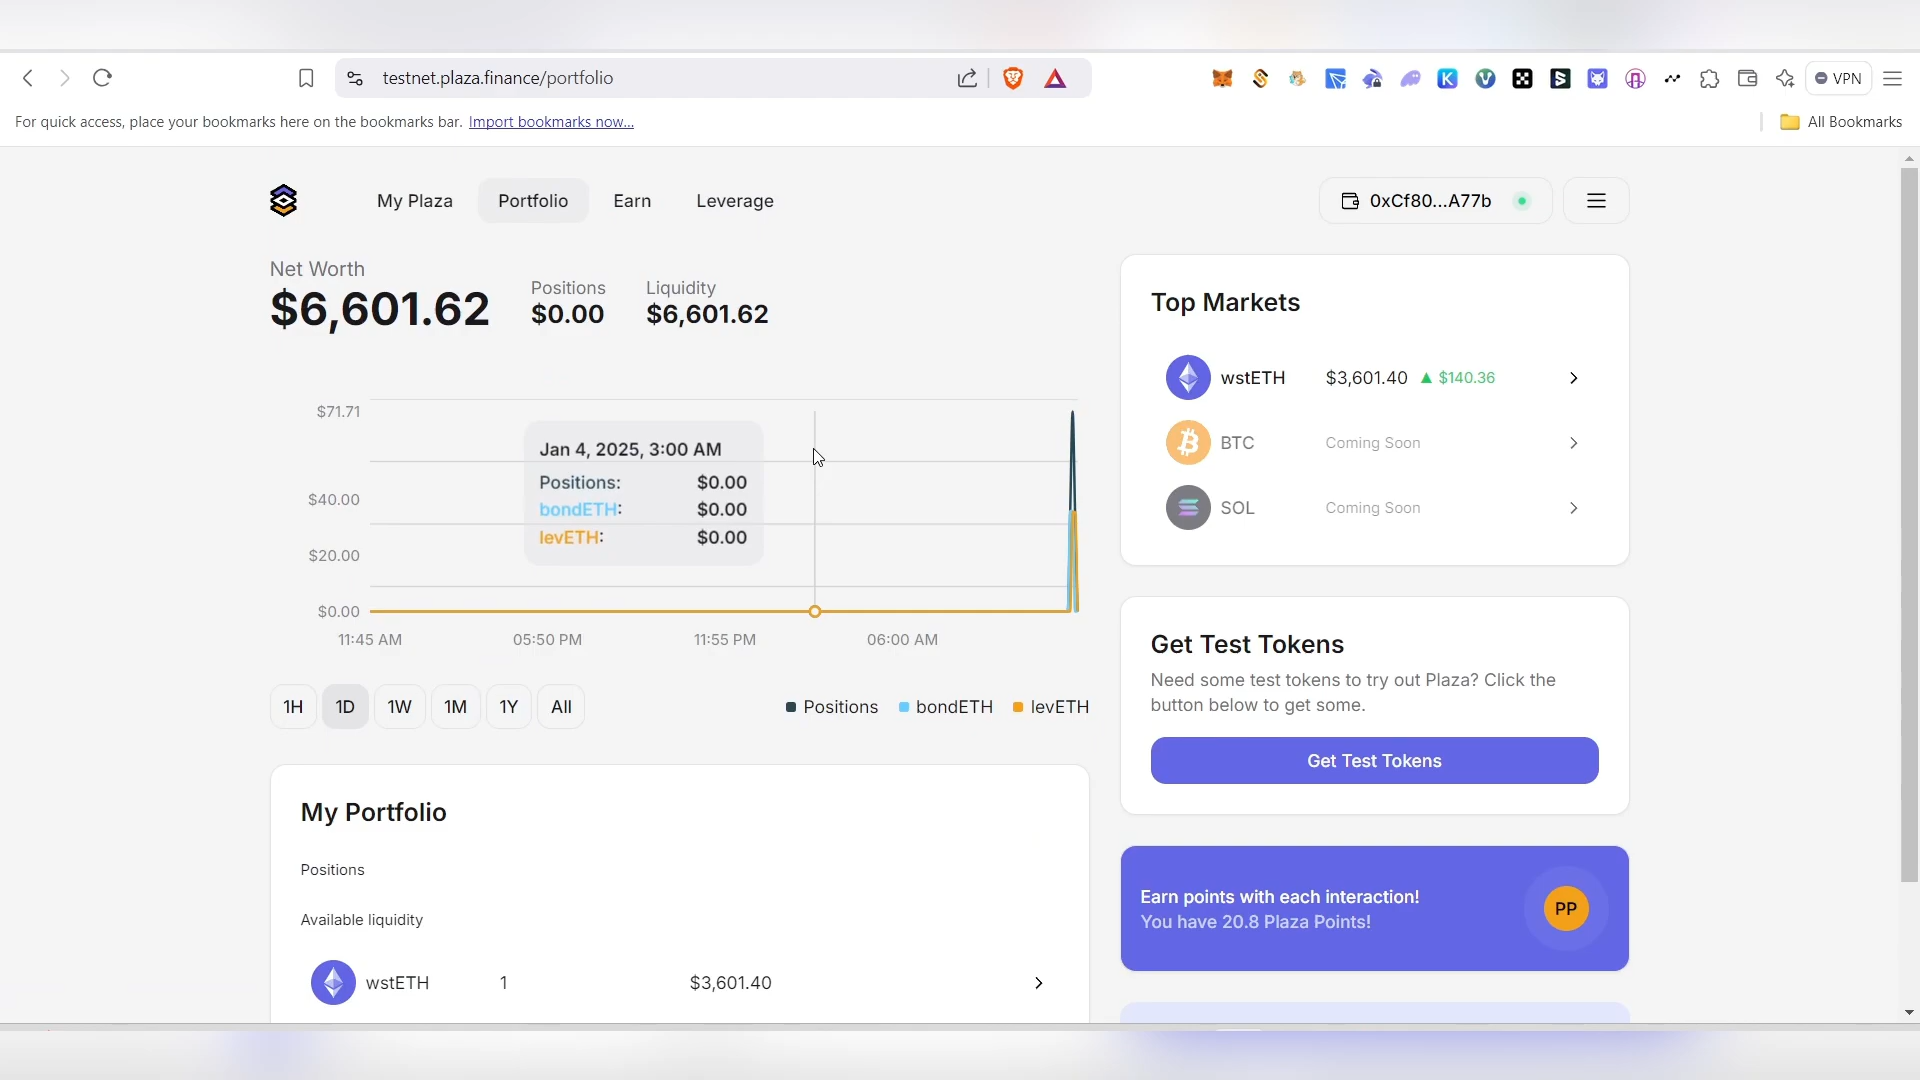 testnet.plaza.finance/portfolio
VPN
For quick access, place your bookmarks here on the bookmarks bar. Import bookmarks now...
All Bookmarks
My Plaza Portfolio Earn Leverage
0xCf80...A77b
Net Worth
$6,601.62
Positions
$0.00
Liquidity
$6,601.62
$71.71
$40.00
$20.00
$0.00
Jan 4, 2025, 3:00 AM
Positions: $0.00
bondETH: $0.00
levETH: $0.00
11:45 AM 05:50 PM 11:55 PM 06:00 AM
1H 1D 1W 1M 1Y All
Positions bondETH levETH
My Portfolio
Positions
Available liquidity
wstETH 1 $3,601.40
Top Markets
wstETH $3,601.40 $140.36
BTC Coming Soon
SOL Coming Soon
Get Test Tokens
Need some test tokens to try out Plaza? Click the
button below to get some.
Get Test Tokens
Earn points with each interaction!
You have 20.8 Plaza Points!
PP